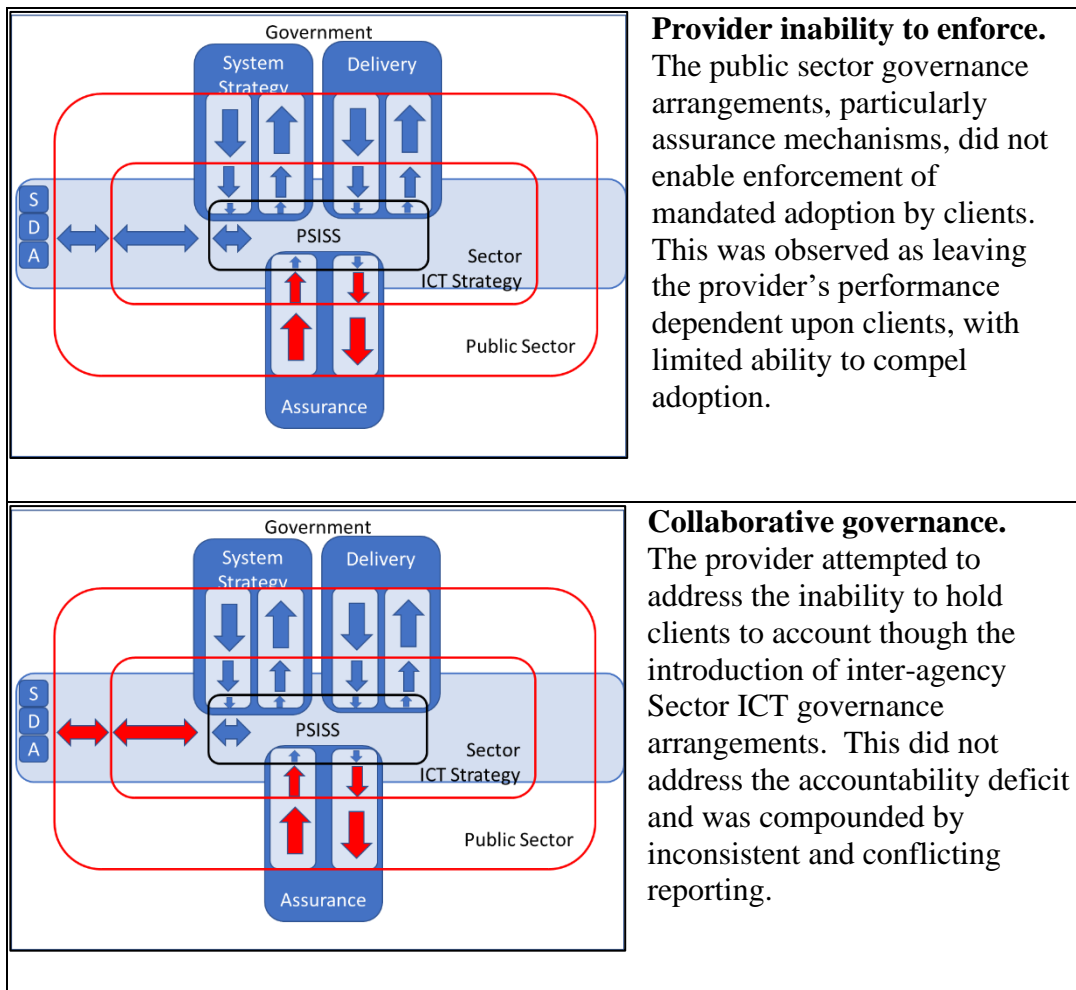 Government
System
Strategy
Delivery
S
D
A
PSISS
Sector
ICT Strategy
Public Sector
Assurance
Provider inability to enforce.
The public sector governance
arrangements, particularly
assurance mechanisms, did not
enable enforcement of
mandated adoption by clients.
This was observed as leaving
the provider’s performance
dependent upon clients, with
limited ability to compel
adoption.
Government
System
Strategy
Delivery
S
D
A
PSISS
Sector
ICT Strategy
Public Sector
Assurance
Collaborative governance.
The provider attempted to
address the inability to hold
clients to account though the
introduction of inter-agency
Sector ICT governance
arrangements.  This did not
address the accountability deficit
and was compounded by
inconsistent and conflicting
reporting.